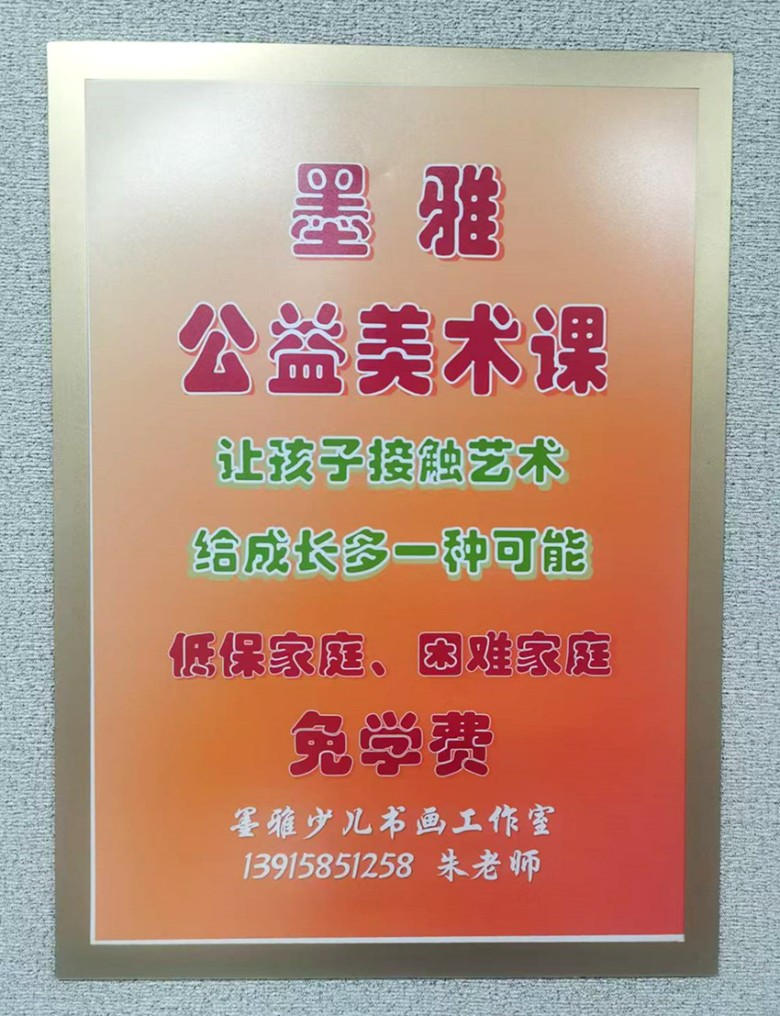 墨雅
公益美术课
让孩子接触艺术
给成长多一种可能
低保家庭、困难家庭
免学费
墨雅少儿书画工作室
13915851258 朱老师